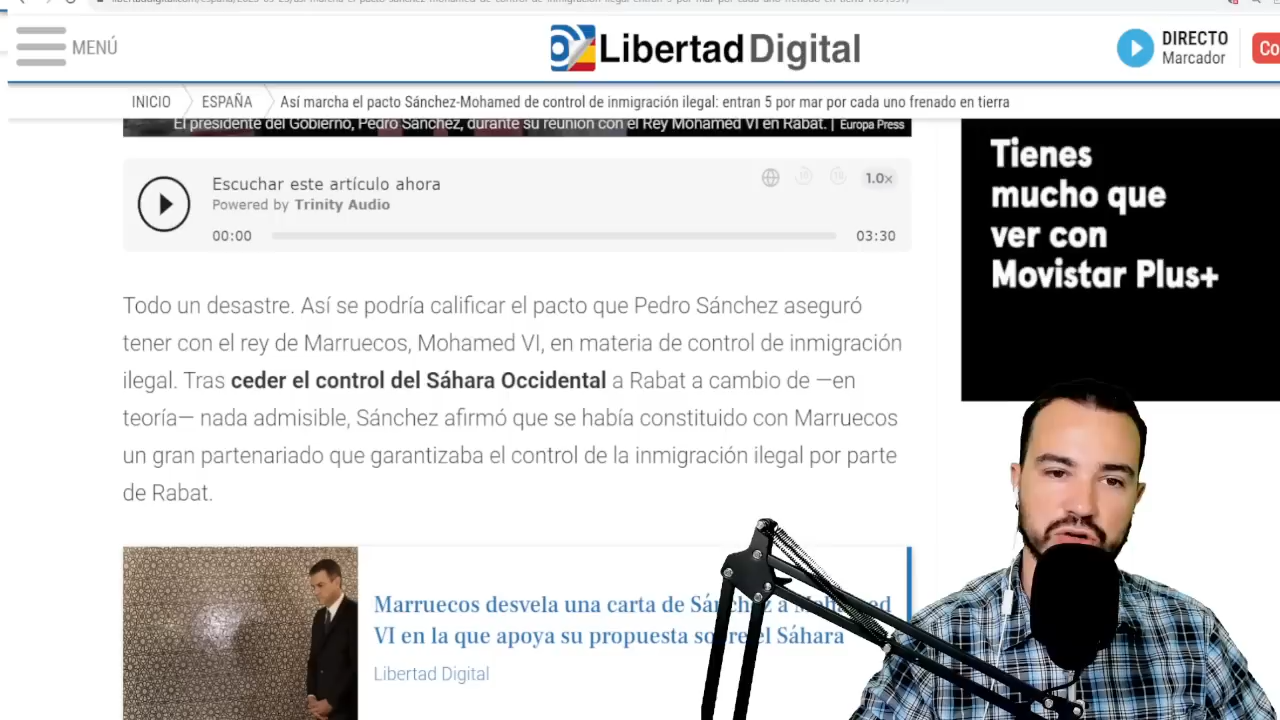 MENÚ
LibertadDigital
DIRECTO
Marcador
Co
INICIO
ESPAÑA
Así marcha el pacto Sánchez-Mohamed de control de inmigración ilegal: entran 5 por mar por cada uno frenado en tierra
El presidente del Gobierno, Pedro Sánchez, durante su reunión con el Rey Mohamed VI en Rabat. | Europa Press
Escuchar este artículo ahora
Powered by Trinity Audio
1.0x
00:00
03:30
Tienes
mucho que
ver con
Movistar Plus+
Todo un desastre. Así se podría calificar el pacto que Pedro Sánchez aseguró
tener con el rey de Marruecos, Mohamed VI, en materia de control de inmigración
ilegal. Tras ceder el control del Sáhara Occidental a Rabat a cambio de —en
teoría— nada admisible, Sánchez afirmó que se había constituido con Marruecos
un gran partenariado que garantizaba el control de la inmigración ilegal por parte
de Rabat.
Marruecos desvela una carta de Sánchez a Mohamed
VI en la que apoya su propuesta sobre el Sáhara
Libertad Digital